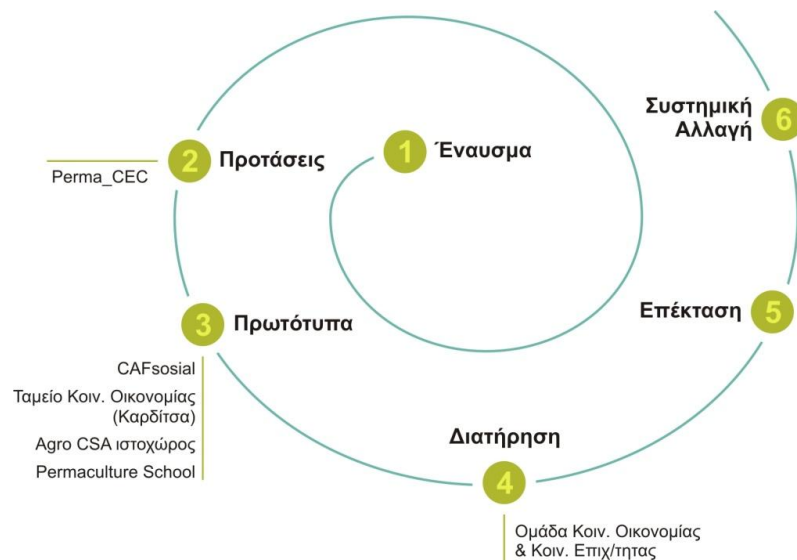 1 Έναυσμα
2 Προτάσεις
Perma_CEC
3 Πρωτότυπα
CAFsosial
Ταμείο Κοιν. Οικονομίας
(Καρδίτσα)
Agro CSA ιστοχώρος
Permaculture School
Διατήρηση
4
Ομάδα Κοιν. Οικονομίας
& Κοιν. Επιχ/τητας
Επέκταση 5
Συστημική
Αλλαγή
6